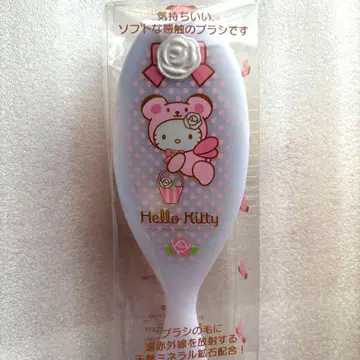 気持ちいい
ソフトな感触のブラシです
Hello Kitty
ブラシの毛に
遠赤外線を放射する
天然ミネラル鉱石配合!